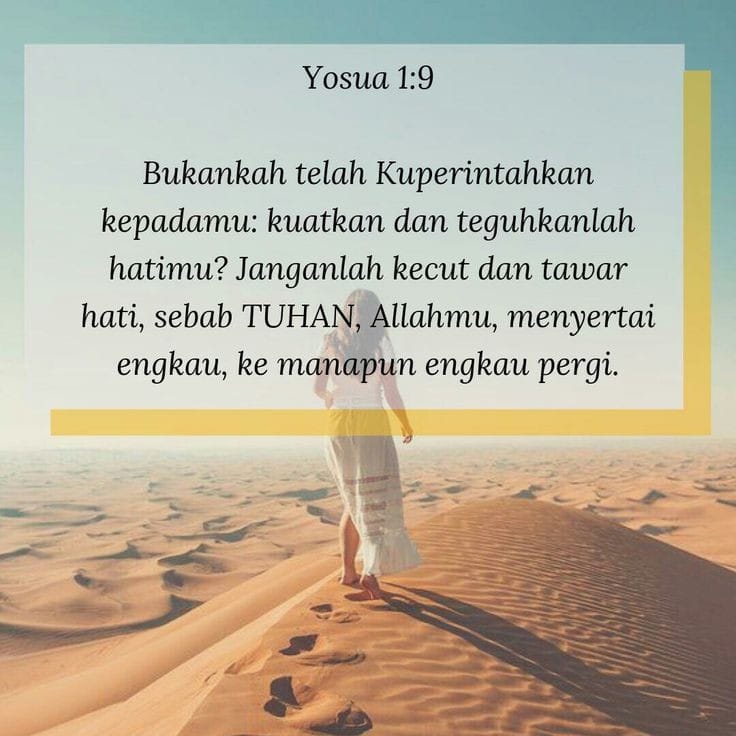 Yosua 1:9
Bukankah telah Kuperintahkan
kepadamu: kuatkan dan teguhkanlah
hatimu? Janganlah kecut dan tawar
hati, sebab TUHAN, Allahmu, menyertai
engkau, ke manapun engkau pergi.